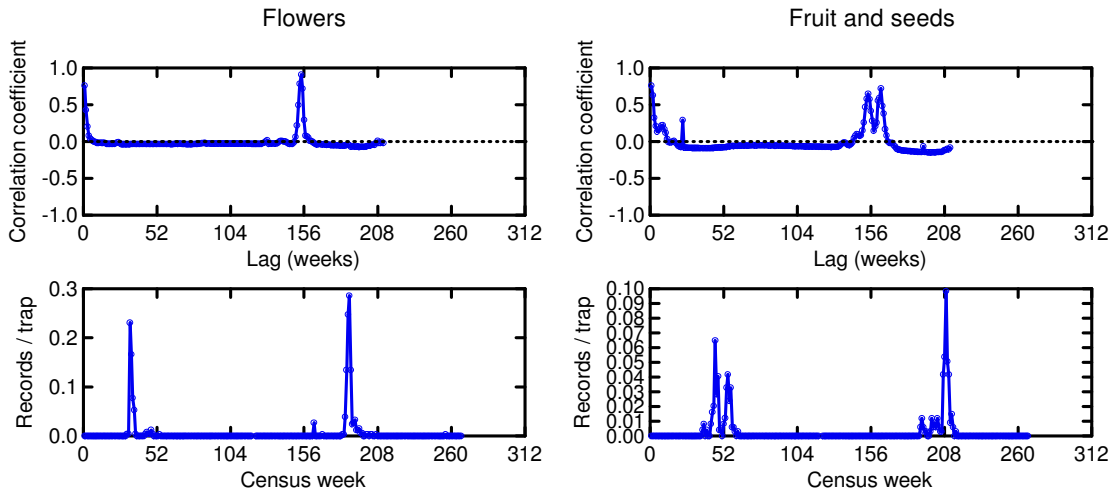 Flowers
Fruit and seeds
Correlation coefficient
1.0
0.5
0.0
-0.5
-1.0
0 52 104 156 208 260 312
Lag (weeks)
Correlation coefficient
1.0
0.5
0.0
-0.5
-1.0
0 52 104 156 208 260 312
Lag (weeks)
Records / trap
0.3
0.2
0.1
0.0
0 52 104 156 208 260 312
Census week
Records / trap
0.10
0.09
0.08
0.07
0.06
0.05
0.04
0.03
0.02
0.01
0.00
0 52 104 156 208 260 312
Census week